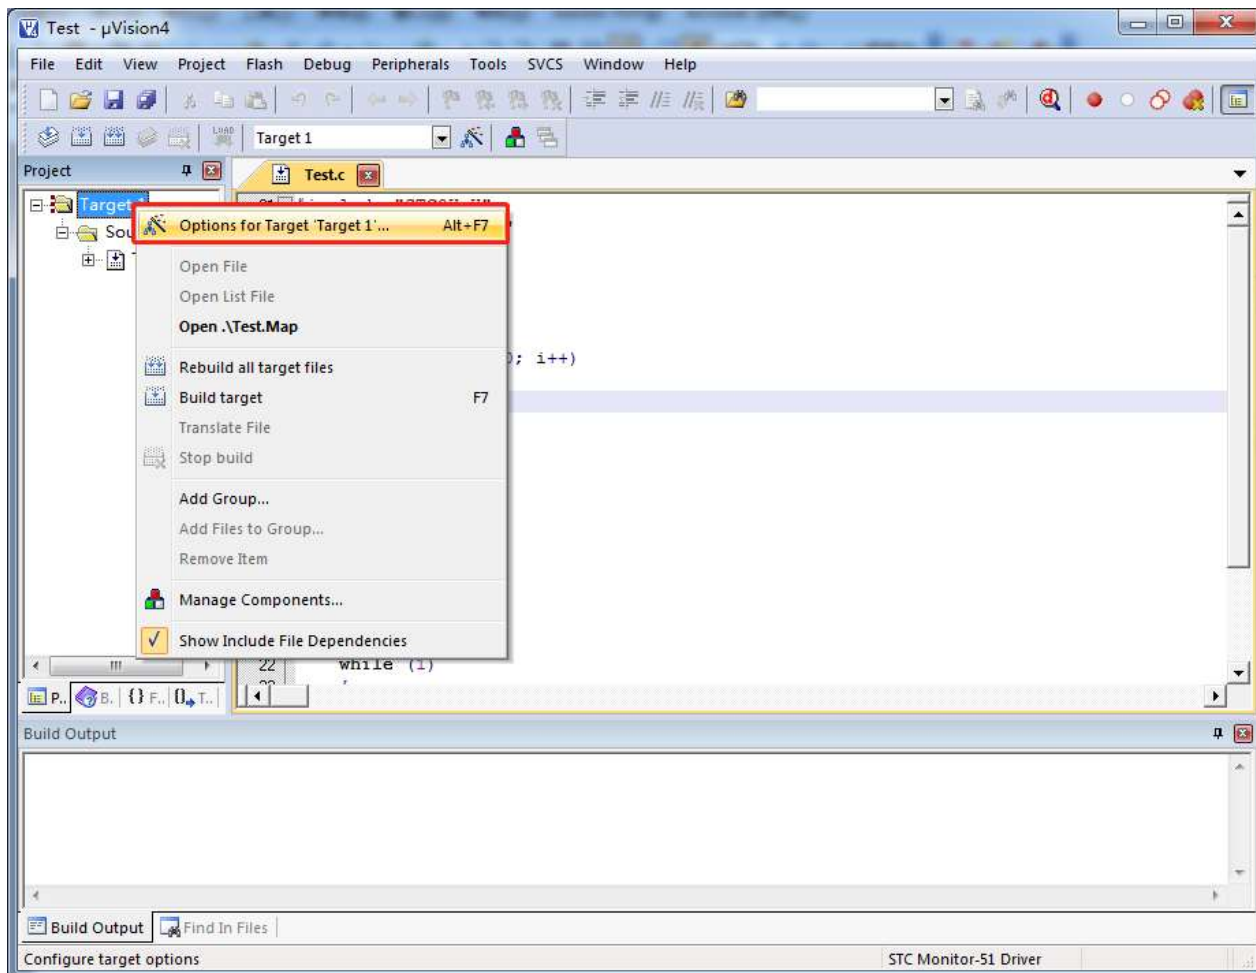 Test - µVision4
File Edit View Project Flash Debug Peripherals Tools SVCS Window Help
LOAD Target 1
Project
Test.c
Target
Options for Target 'Target 1'... Alt+F7
Sou
Open File
Open List File
Open .\Test.Map
Rebuild all target files
; i++)
Build target F7
Translate File
Stop build
Add Group...
Add Files to Group...
Remove Item
Manage Components...
Show Include File Dependencies
22 while (1)
P.. B. {} F.. T..
Build Output
Build Output Find In Files
Configure target options STC Monitor-51 Driver